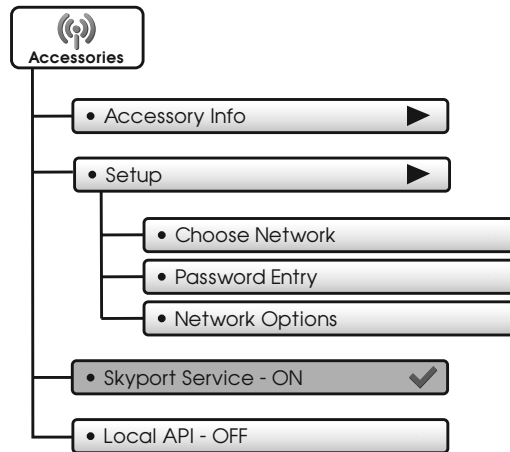 Accessories
• Accessory Info
• Setup
• Choose Network
• Password Entry
• Network Options
• Skyport Service - ON
• Local API - OFF